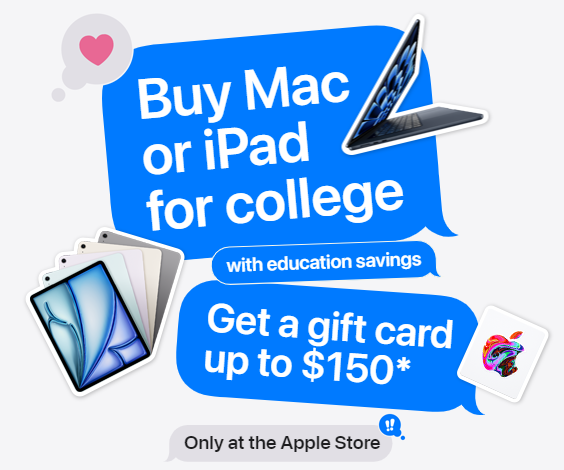 Buy Mac
or iPad
for college
with education savings
Get a gift card
up to $150*
!!
Only at the Apple Store